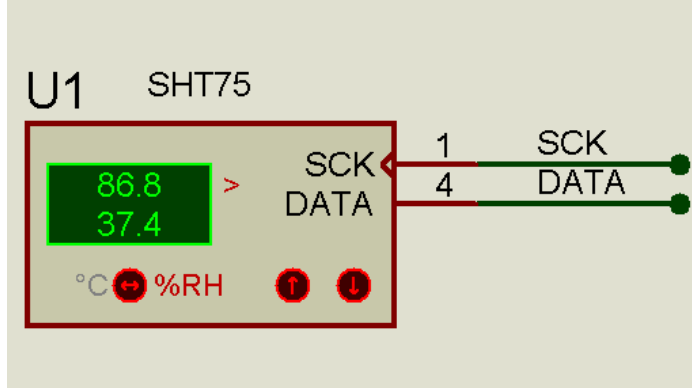 U1 SHT75
SCK 1 SCK
86.8 >
DATA 4 DATA
37.4
°C %RH